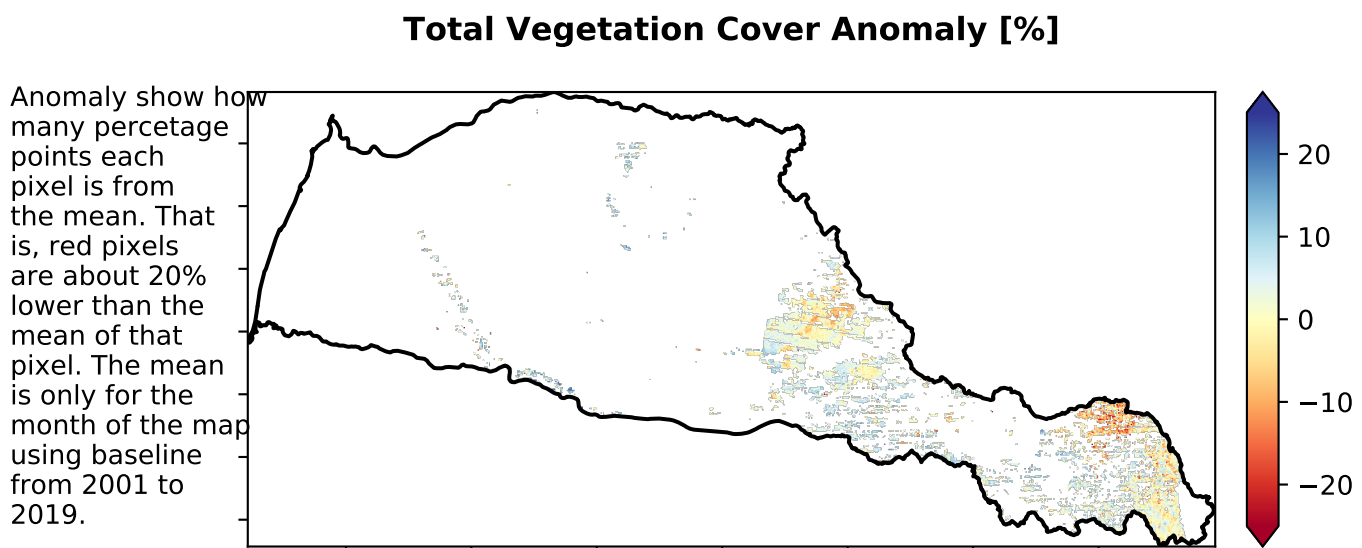 Total Vegetation Cover Anomaly [%]
Anomaly show how
many percetage
points each
pixel is from
the mean. That
is, red pixels
are about 20%
lower than the
mean of that
pixel. The mean
is only for the
month of the map
using baseline
from 2001 to
2019.
20
10
0
−10
−20